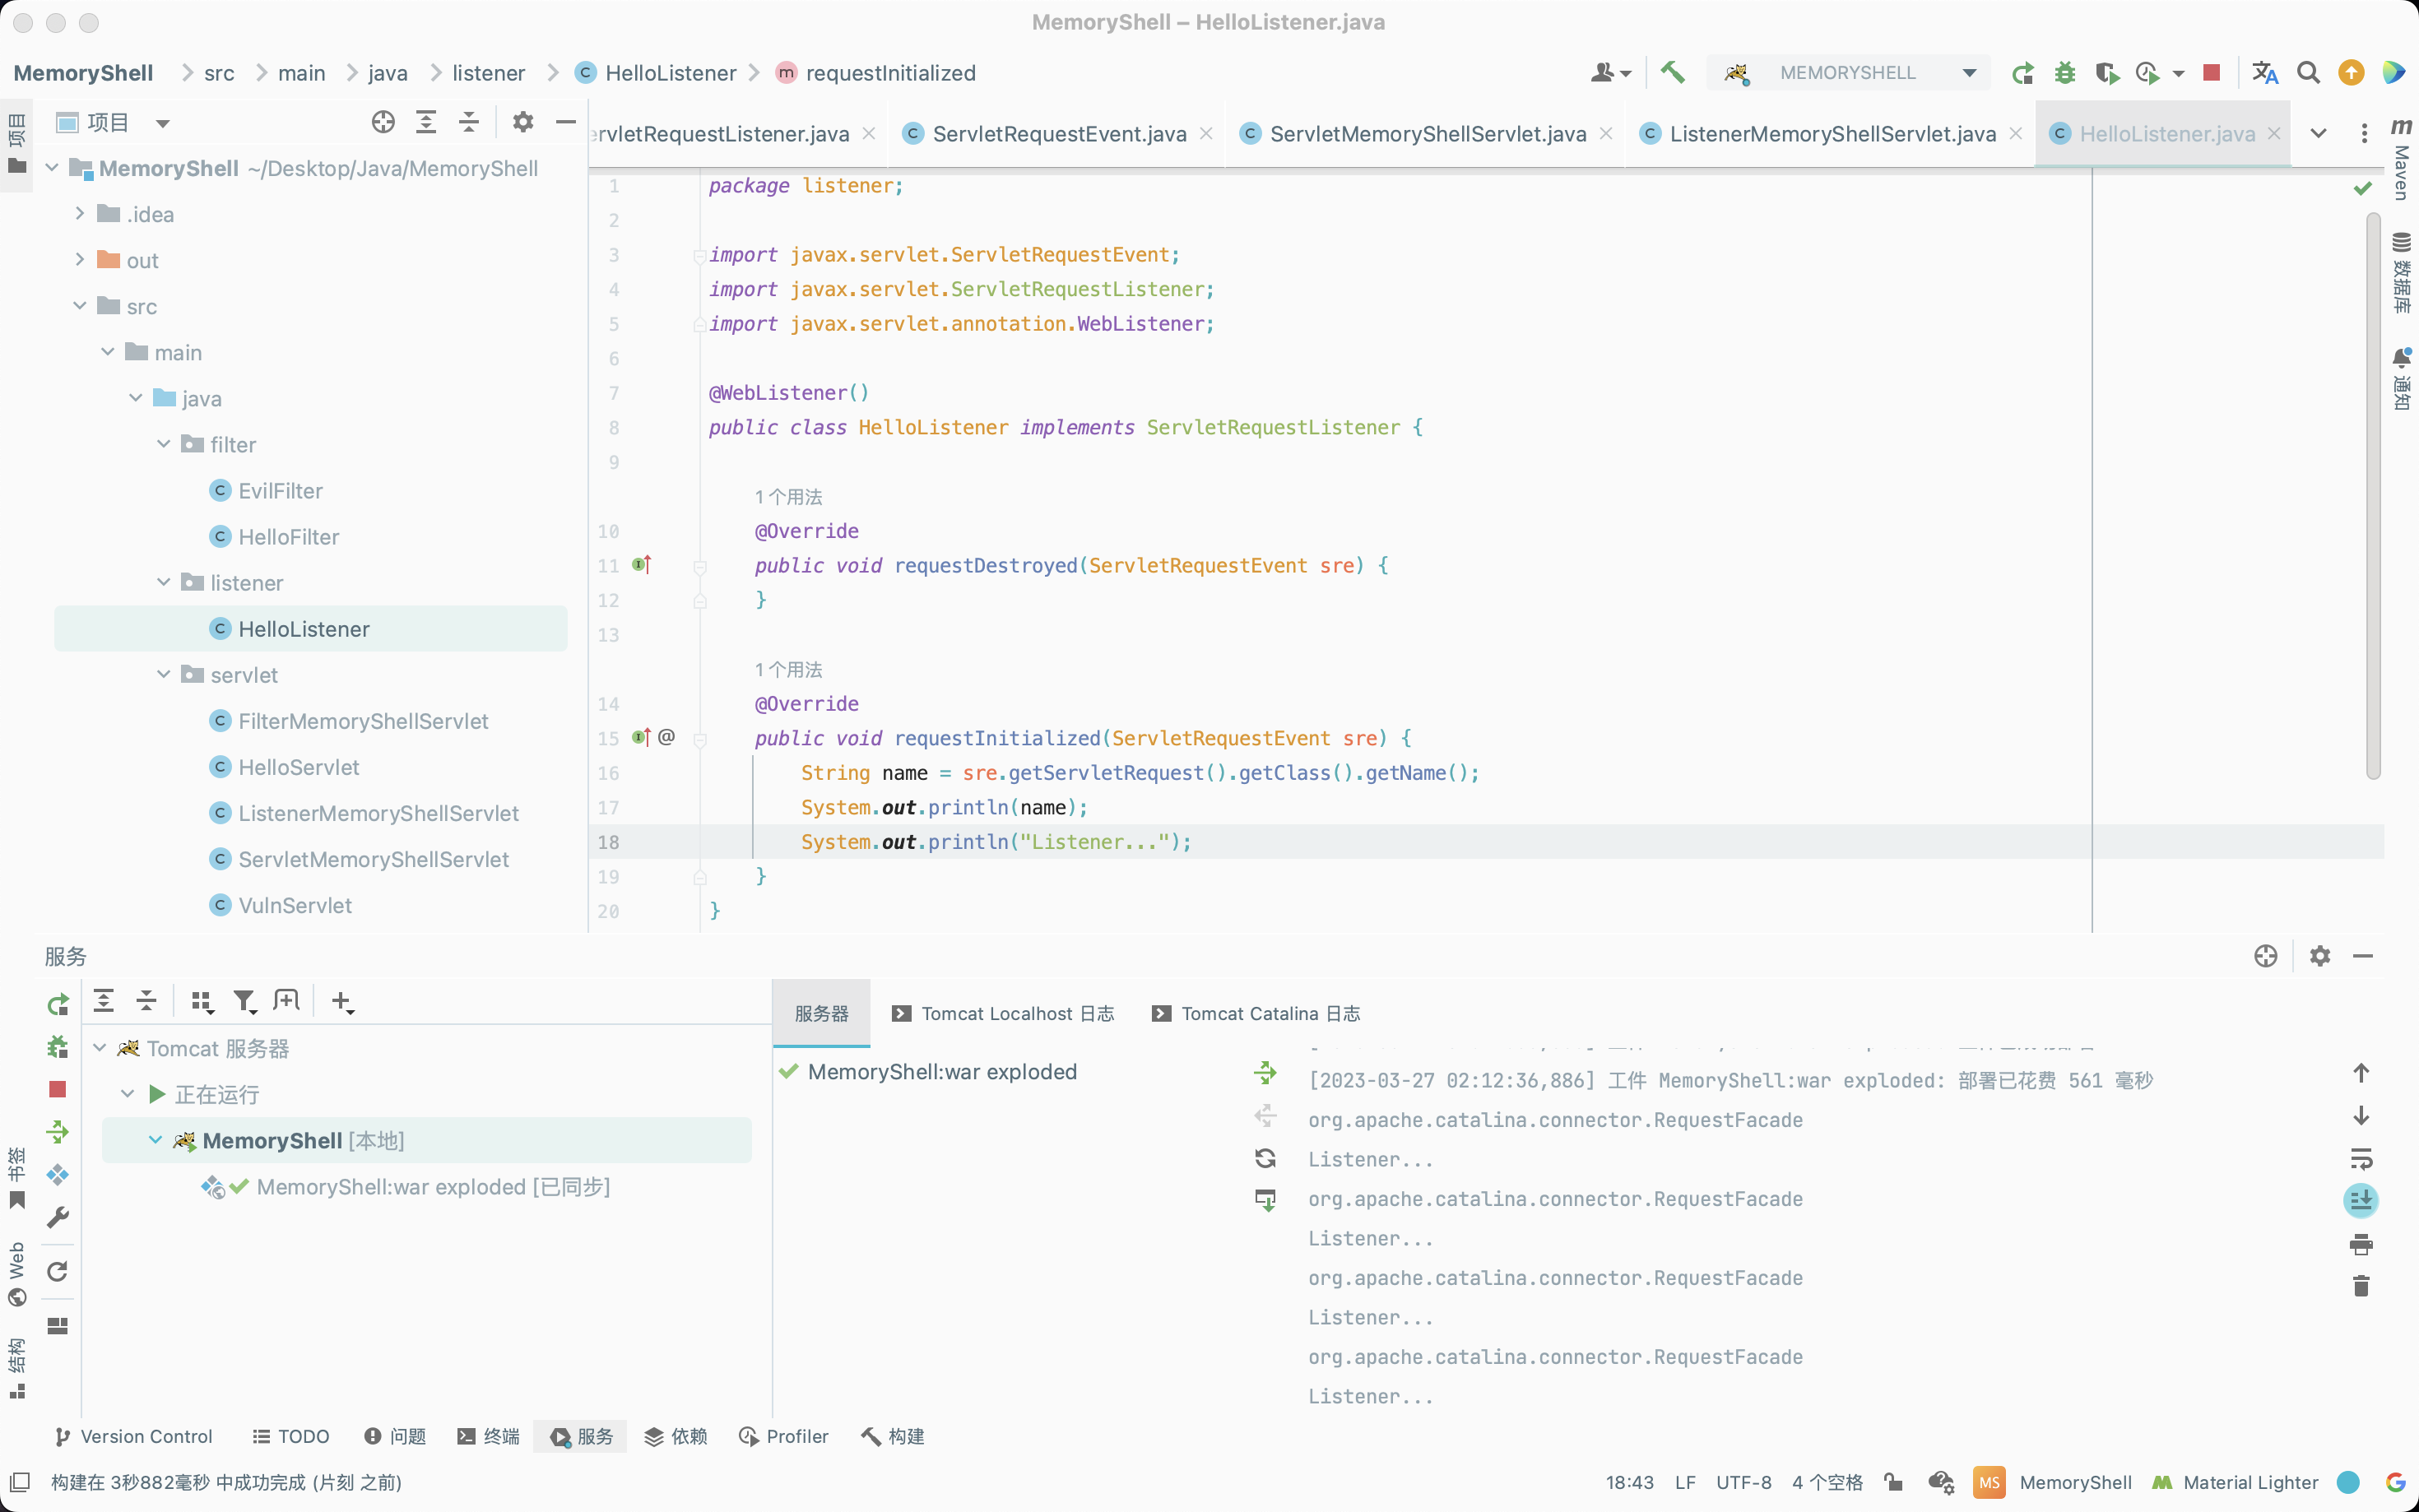 MemoryShell – HelloListener.java
MemoryShell src main java listener HelloListener requestInitialized
MEMORYSHELL
项目
项目
MemoryShell ~/Desktop/Java/MemoryShell
.idea
out
src
main
java
filter
EvilFilter
HelloFilter
listener
HelloListener
servlet
FilterMemoryShellServlet
HelloServlet
ListenerMemoryShellServlet
ServletMemoryShellServlet
VulnServlet
ervletRequestListener.java ServletRequestEvent.java ServletMemoryShellServlet.java ListenerMemoryShellServlet.java HelloListener.java
1 package listener;
2
3 import javax.servlet.ServletRequestEvent;
4 import javax.servlet.ServletRequestListener;
5 import javax.servlet.annotation.WebListener;
6
7 @WebListener()
8 public class HelloListener implements ServletRequestListener {
9
1 个用法
10 @Override
11 public void requestDestroyed(ServletRequestEvent sre) {
12 }
13
1 个用法
14 @Override
15 @ public void requestInitialized(ServletRequestEvent sre) {
16 String name = sre.getServletRequest().getClass().getName();
17 System.out.println(name);
18 System.out.println("Listener...");
19 }
20 }
m Maven
数据库
通知
服务
Tomcat 服务器
正在运行
MemoryShell [本地]
MemoryShell:war exploded [已同步]
服务器 Tomcat Localhost 日志 Tomcat Catalina 日志
MemoryShell:war exploded
[2023-03-27 02:12:36,886] 工件 MemoryShell:war exploded: 部署已花费 561 毫秒
org.apache.catalina.connector.RequestFacade
Listener...
org.apache.catalina.connector.RequestFacade
Listener...
org.apache.catalina.connector.RequestFacade
Listener...
org.apache.catalina.connector.RequestFacade
Listener...
书签
Web
结构
Version Control TODO 问题 终端 服务 依赖 Profiler 构建
构建在 3秒882毫秒 中成功完成 (片刻 之前)
18:43 LF UTF-8 4 个空格 MS MemoryShell Material Lighter